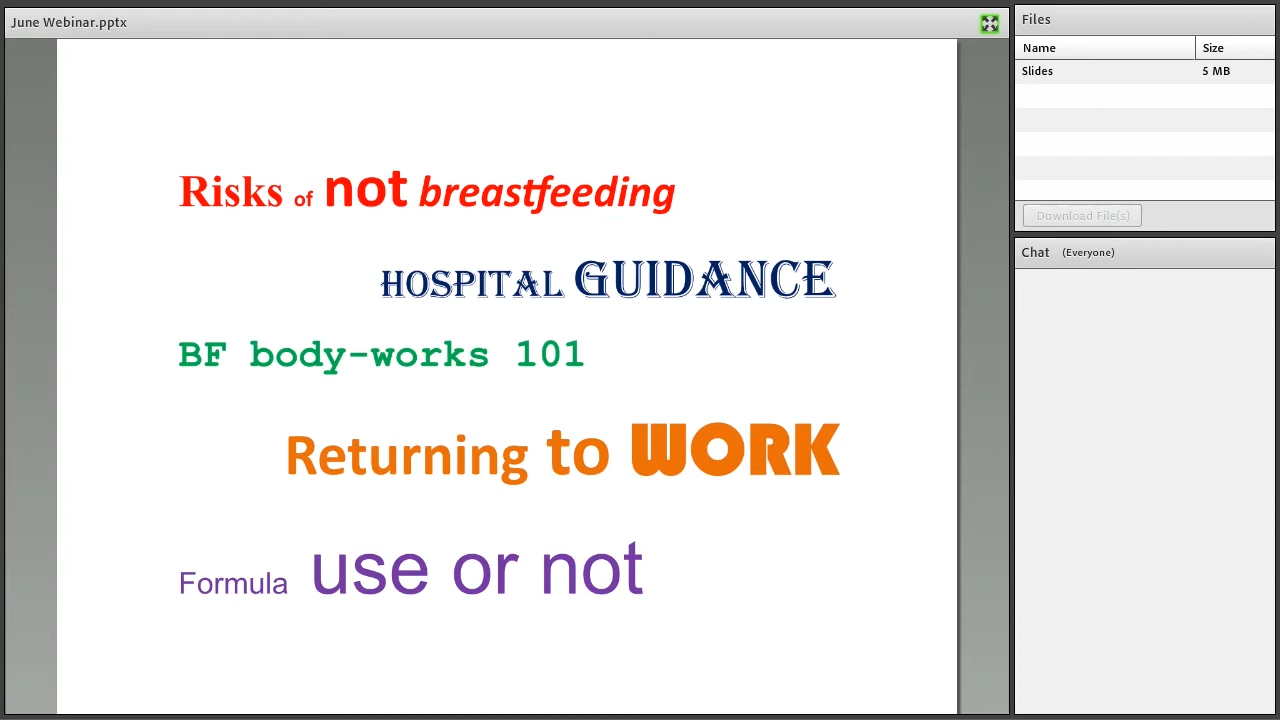 June Webinar.pptx
Risks of not breastfeeding
HOSPITAL GUIDANCE
BF body-works 101
Returning to WORK
Formula use or not
Files
Name Size
Slides 5 MB
Download File(s)
Chat (Everyone)